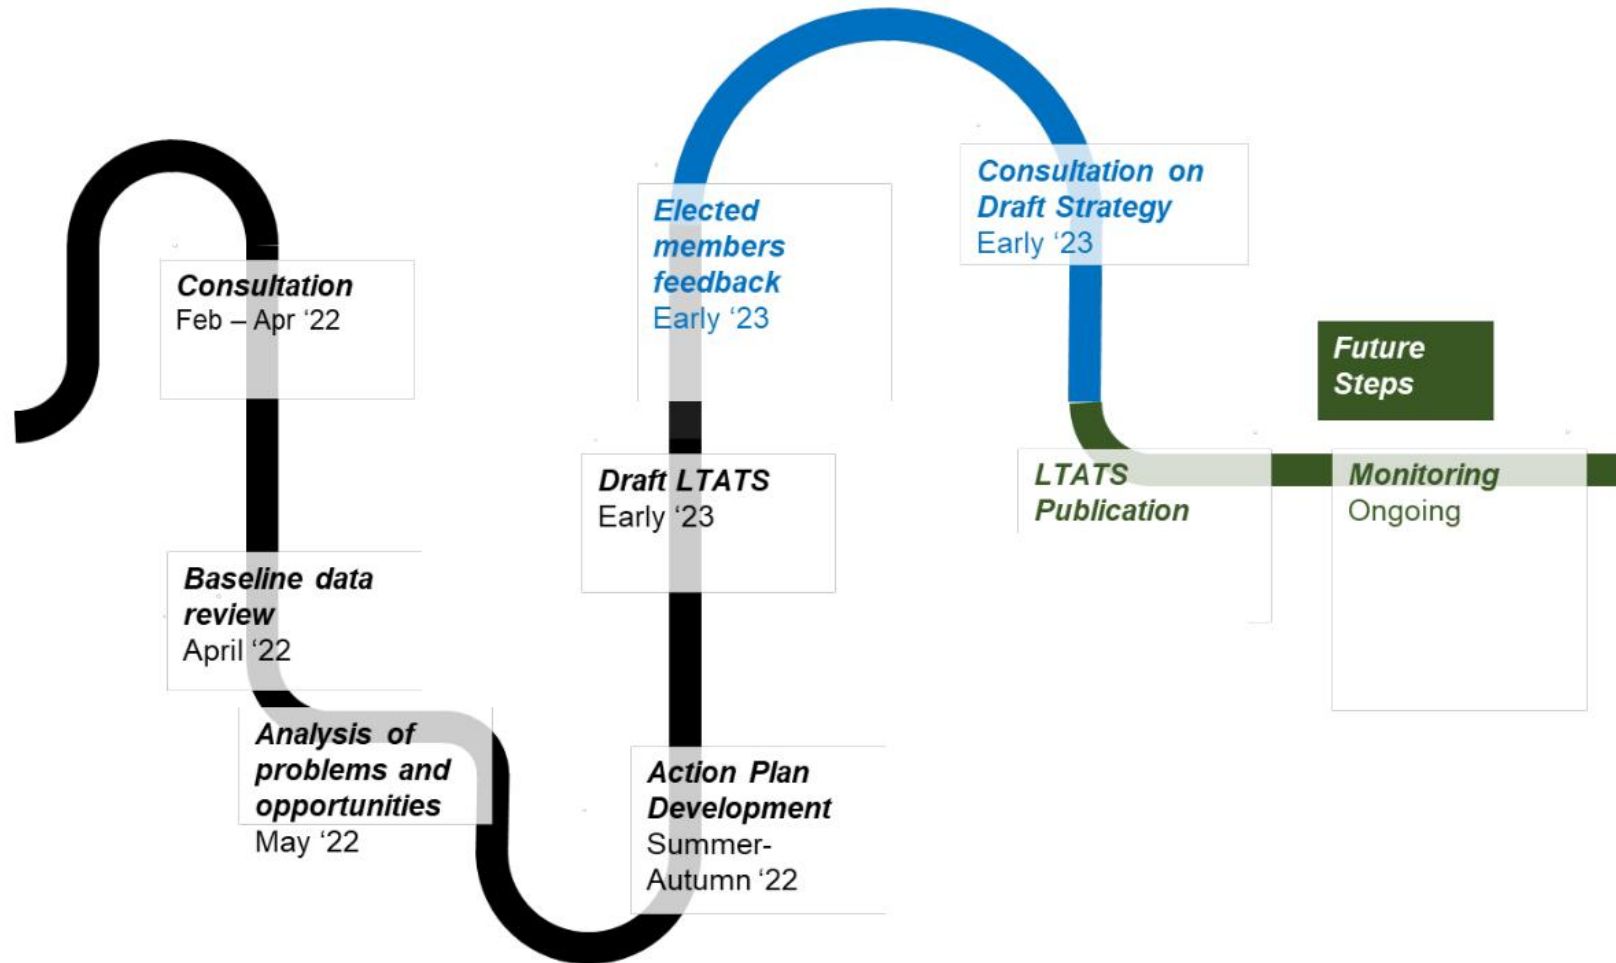 Consultation
Feb – Apr ‘22
Baseline data
review
April ‘22
Analysis of
problems and
opportunities
May ‘22
Action Plan
Development
Summer-
Autumn ‘22
Draft LTATS
Early ‘23
Elected
members
feedback
Early ‘23
Consultation on
Draft Strategy
Early ‘23
LTATS
Publication
Future
Steps
Monitoring
Ongoing